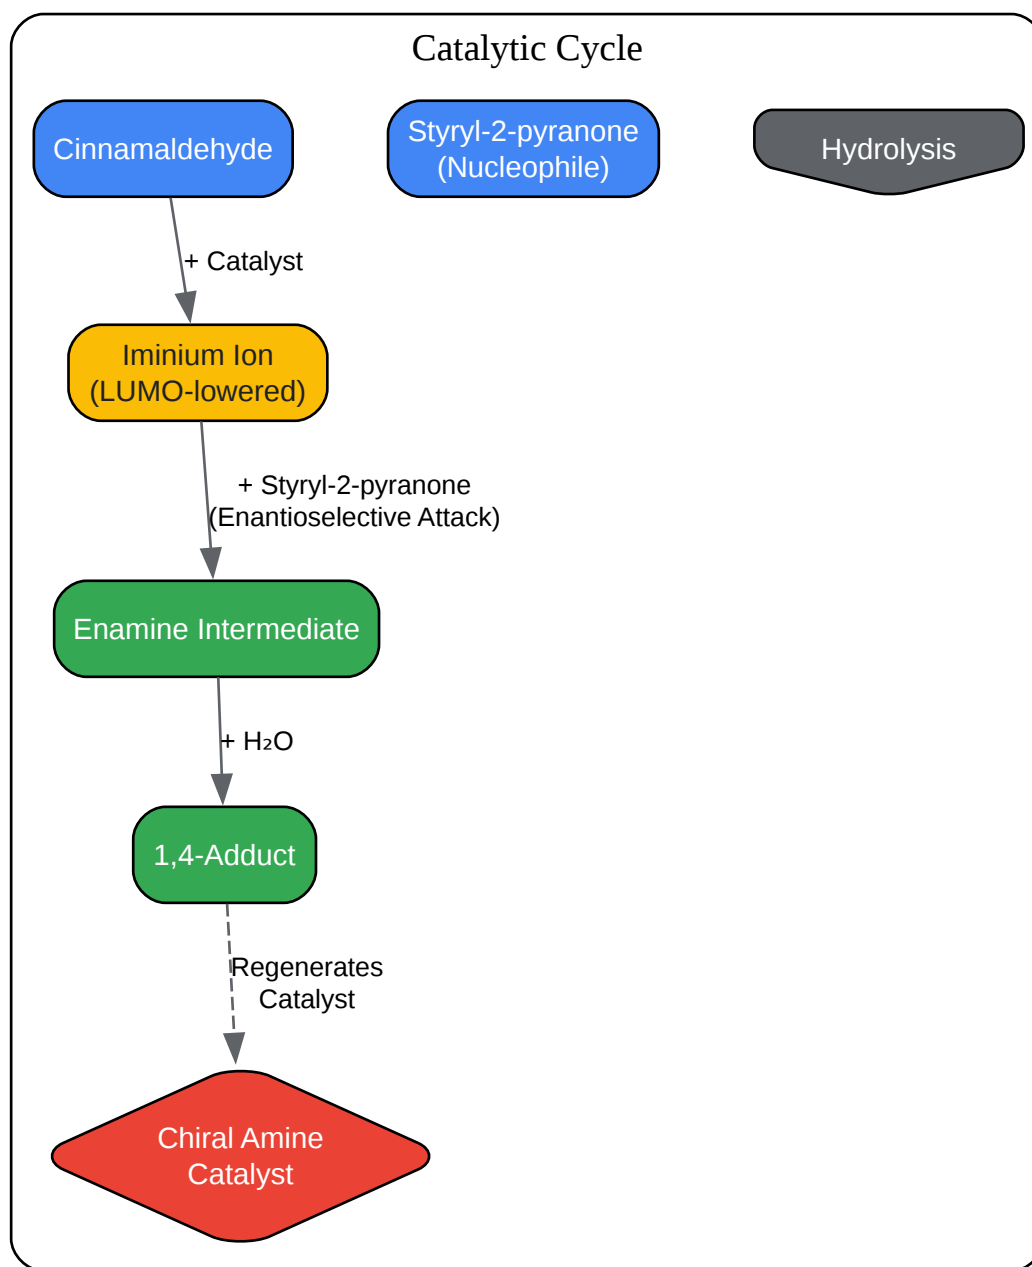 Catalytic Cycle
Cinnamaldehyde
Styryl-2-pyranone
(Nucleophile)
Hydrolysis
+ Catalyst
Iminium Ion
(LUMO-lowered)
+ Styryl-2-pyranone
(Enantioselective Attack)
Enamine Intermediate
+ H₂O
1,4-Adduct
Regenerates
Catalyst
Chiral Amine
Catalyst